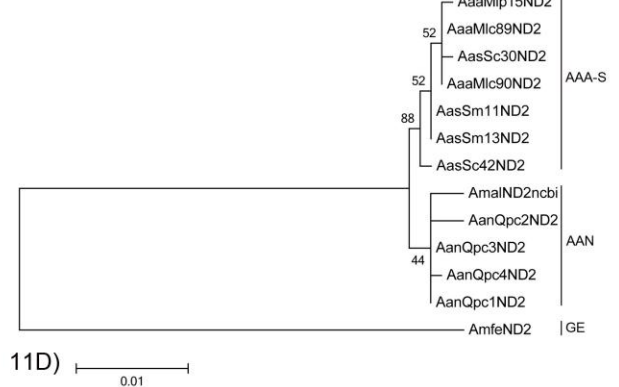 AaaMlp15ND2
52
AaaMlc89ND2
AasSc30ND2
52
AaaMlc90ND2
AAA-S
88
AasSm11ND2
AasSm13ND2
AasSc42ND2
AmalND2ncbi
AanQpc2ND2
AanQpc3ND2
AAN
44
AanQpc4ND2
AanQpc1ND2
AmfeND2
GE
11D)
0.01